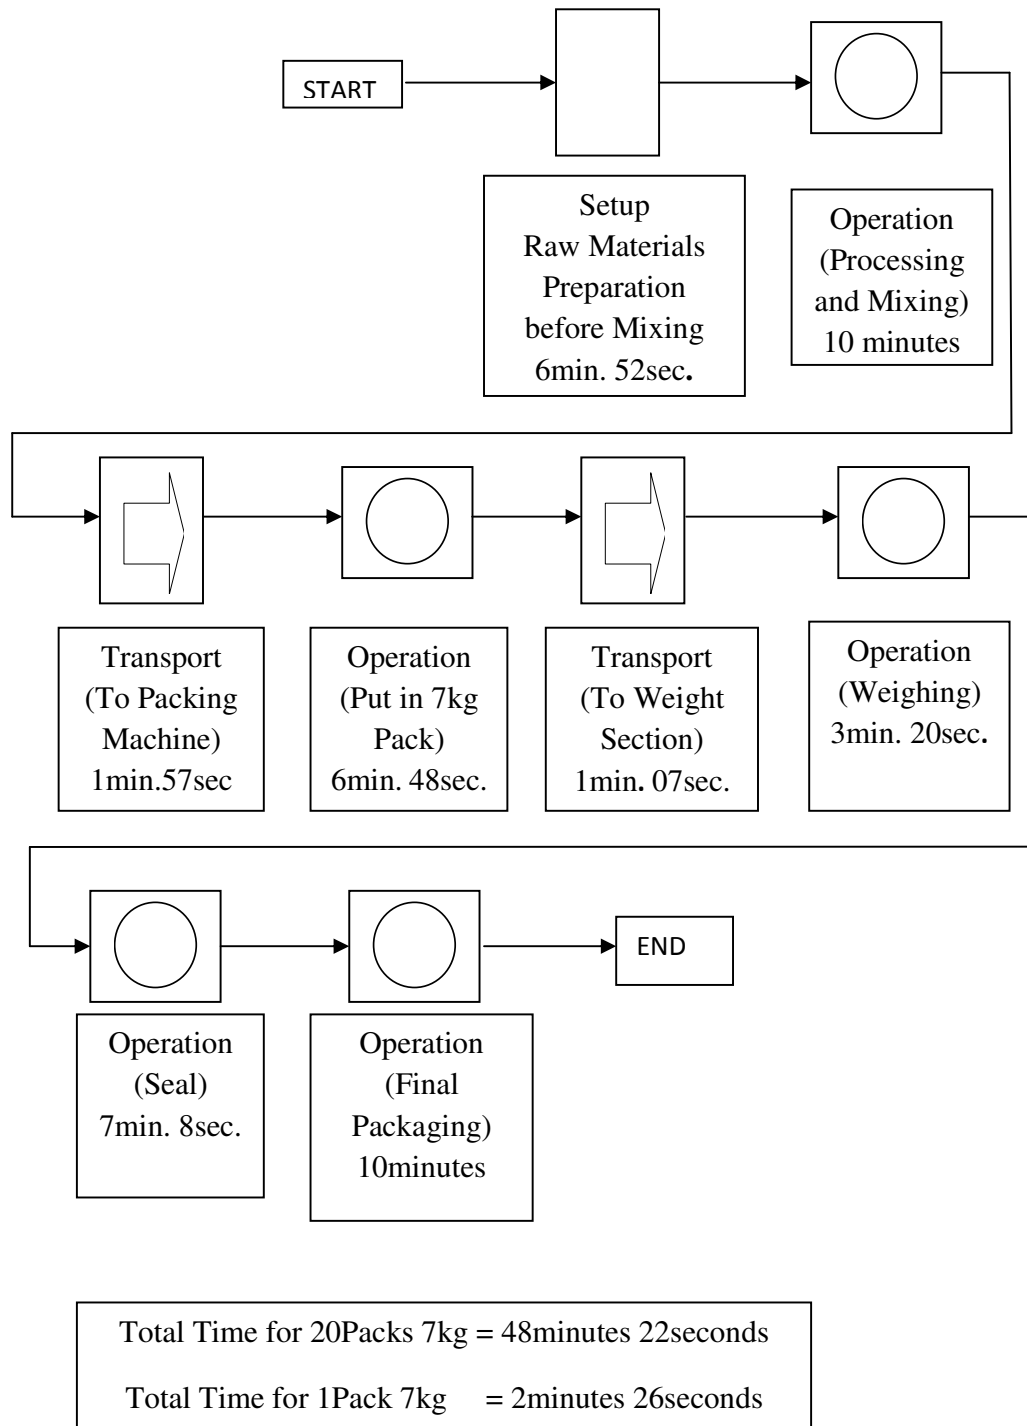 START
Setup
Raw Materials
Preparation
before Mixing
6min. 52sec.
Operation
(Processing
and Mixing)
10 minutes
Transport
(To Packing
Machine)
1min.57sec
Operation
(Put in 7kg
Pack)
6min. 48sec.
Transport
(To Weight
Section)
1min. 07sec.
Operation
(Weighing)
3min. 20sec.
END
Operation
(Seal)
7min. 8sec.
Operation
(Final
Packaging)
10minutes
Total Time for 20Packs 7kg = 48minutes 22seconds
Total Time for 1Pack 7kg = 2minutes 26seconds